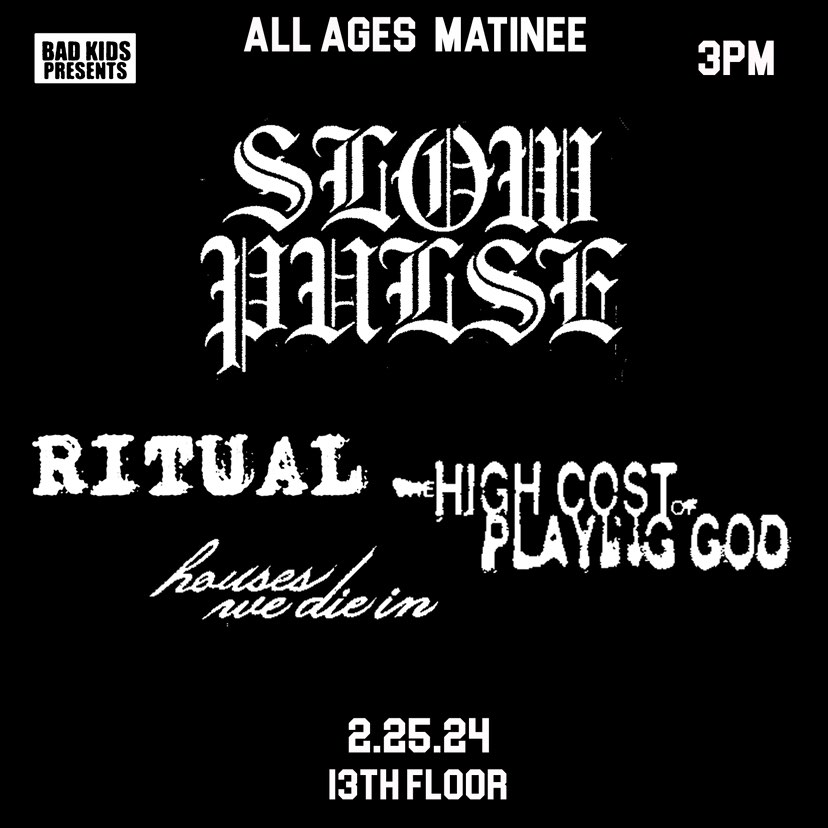 BAD KIDS
PRESENTS
ALL AGES MATINEE
3PM
SLOW
PULSE
RITUAL
THE HIGH COST OF
PLAYING GOD
houses
we die in
2.25.24
13TH FLOOR